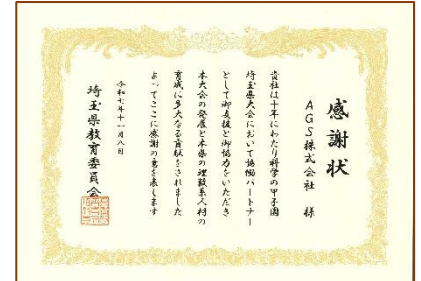 感謝状
AGS株式会社 様
貴社は十年にわたり科学の甲子園
埼玉県大会において協働パートナー
として御支援と御協力をいただき
本大会の発展と本県の理数系人材の
育成に多大なる貢献をされました
よってここに感謝の意を表します
令和七年十一月八日
埼玉県教育委員会